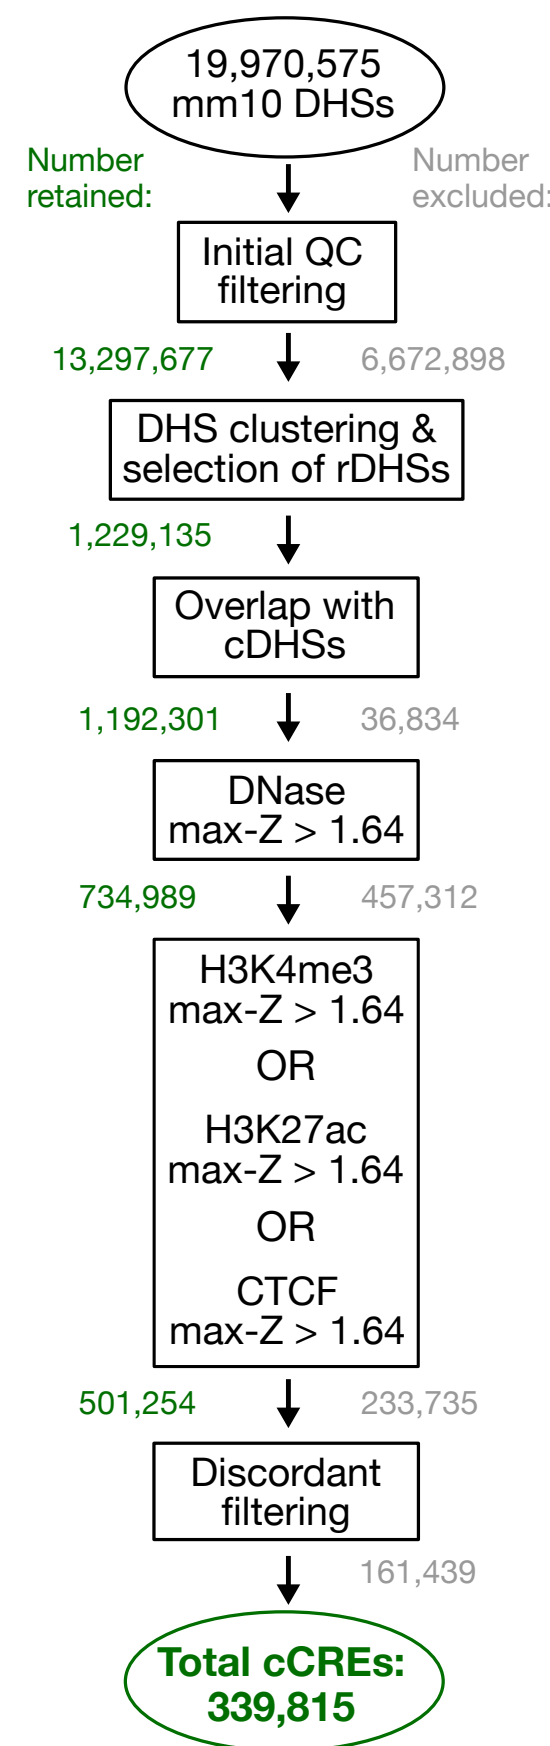 19,970,575
mm10 DHSs
Number
retained:
Number
excluded:
Initial QC
filtering
13,297,677
6,672,898
DHS clustering &
selection of rDHSs
1,229,135
Overlap with
cDHSs
1,192,301
36,834
DNase
max-Z > 1.64
734,989
457,312
H3K4me3
max-Z > 1.64
OR
H3K27ac
max-Z > 1.64
OR
CTCF
max-Z > 1.64
501,254
233,735
Discordant
filtering
161,439
Total cCREs:
339,815